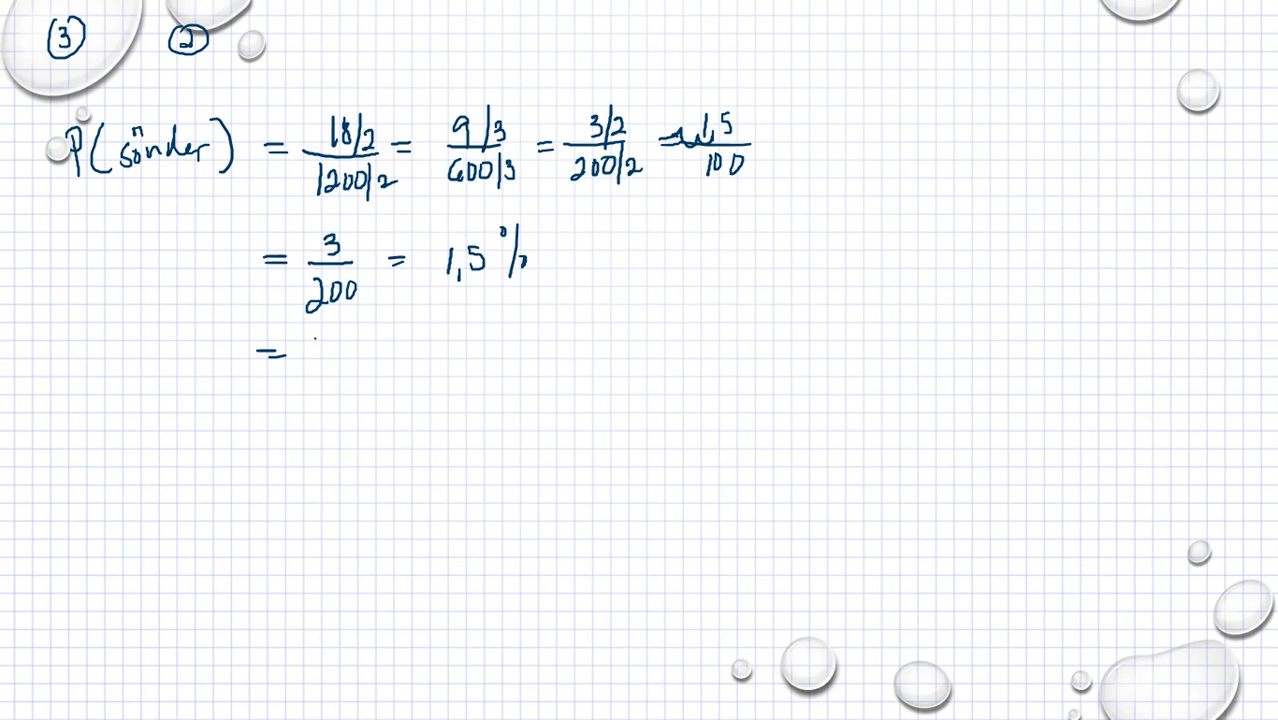 ③ ②
P(sönder) = 18/2 / 1200/2 = 9/3 / 600/3 = 3/2 / 200/2 = 1,5 / 100
= 3 / 200 = 1,5 %
=